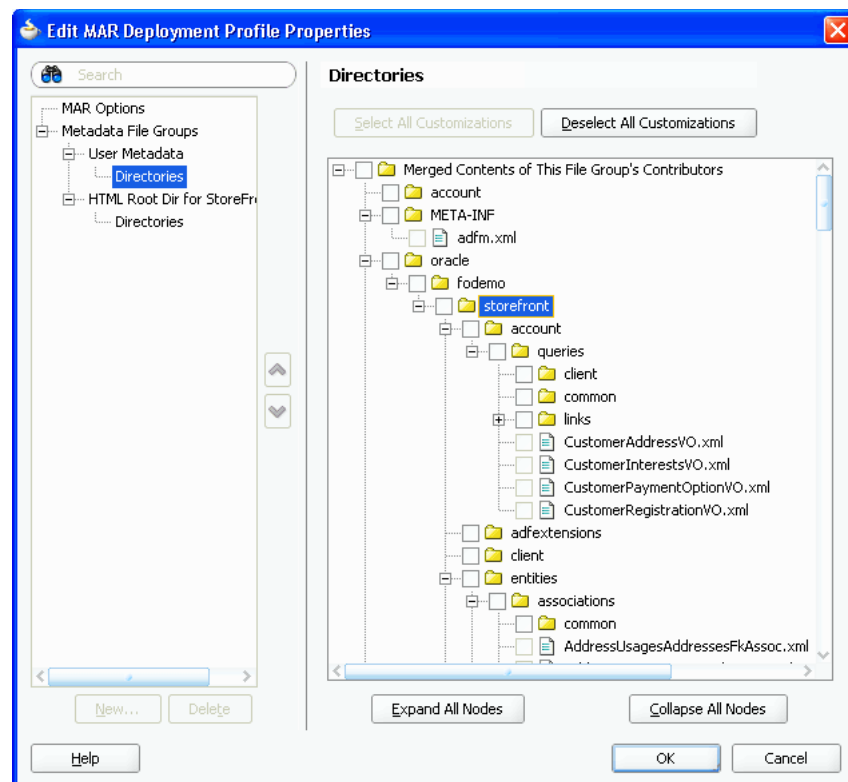 Edit MAR Deployment Profile Properties
Search
MAR Options
Metadata File Groups
User Metadata
Directories
HTML Root Dir for StoreFr
Directories
New...
Delete
Directories
Select All Customizations
Deselect All Customizations
Merged Contents of This File Group's Contributors
account
META-INF
adfm.xml
oracle
fodemo
storefront
account
queries
client
common
links
CustomerAddressVO.xml
CustomerInterestsVO.xml
CustomerPaymentOptionVO.xml
CustomerRegistrationVO.xml
adfextensions
client
entities
associations
common
AddressUsagesAddressesFkAssoc.xml
Expand All Nodes
Collapse All Nodes
Help
OK
Cancel